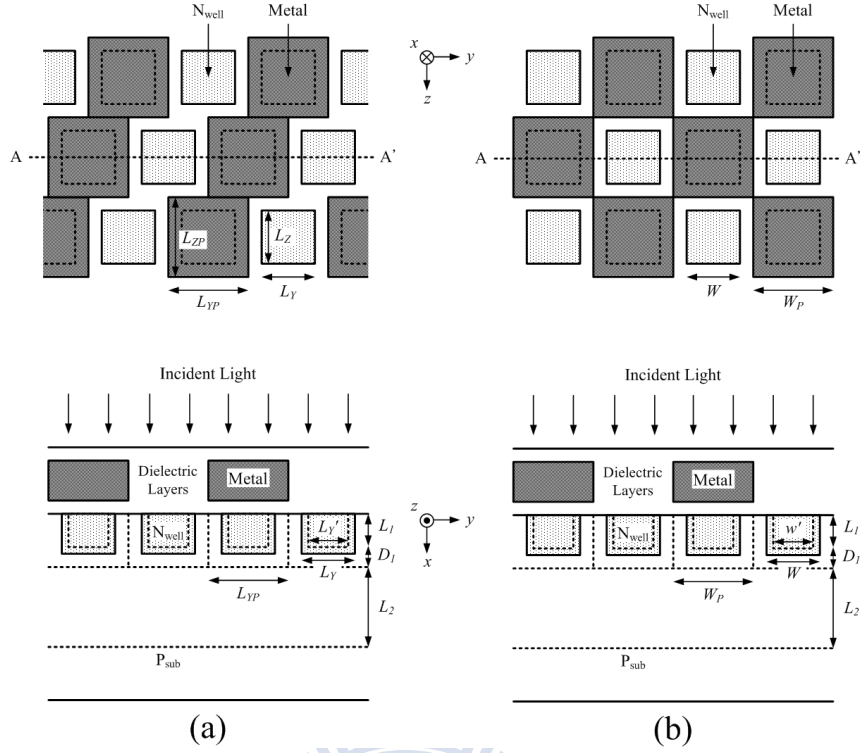 N_well Metal
x
y
z
A A'
L_ZP L_Z
L_YP L_Y
N_well Metal
A A'
W W_P
Incident Light
Dielectric
Layers
Metal
N_well
L_Y'
L_Y
L_YP
L_1
D_1
L_2
P_sub
z
y
x
Incident Light
Dielectric
Layers
Metal
N_well
w'
W
W_P
L_1
D_1
L_2
P_sub
(a) (b)